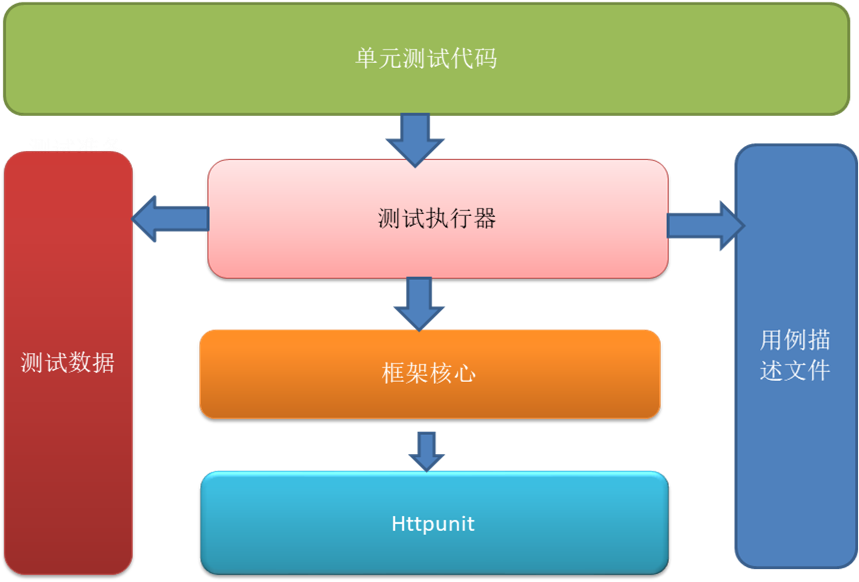 单元测试代码
测试执行器
测试数据
框架核心
用例描
述文件
Httpunit